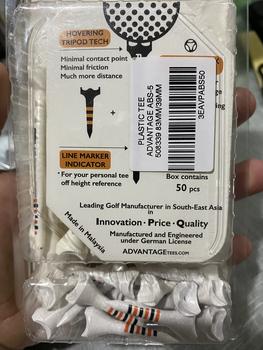 HOVERING
TRIPOD TECH
Minimal contact point
Minimal friction
Much more distance
+
LINE MARKER
INDICATOR
* For your personal tee
off height reference
PLASTIC TEE
ADVANTAGE ABS-5
508339 83MM/39MM
3EAVPABS50
Box contains
50 pcs
Leading Golf Manufacturer in South-East Asia
in
Innovation · Price · Quality
Manufactured and Engineered
under German License
ADVANTAGETEES.COM
Made in Malaysia